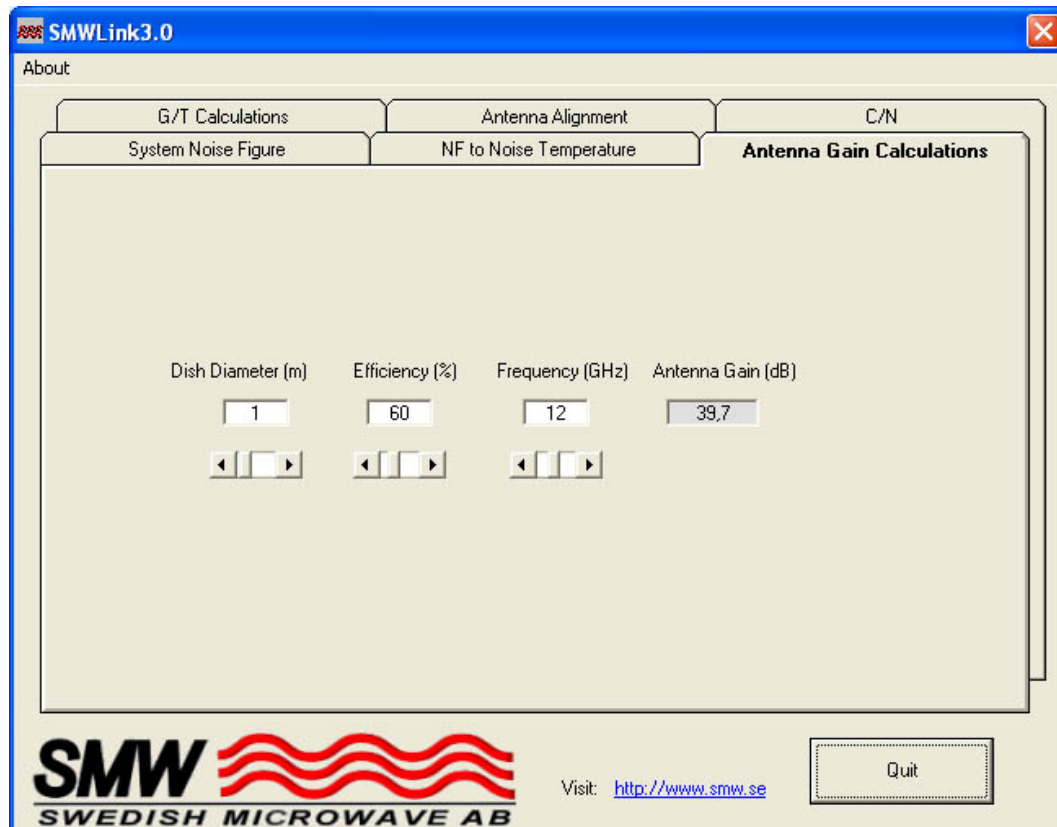 SMWLink3.0
About
G/T Calculations
Antenna Alignment
C/N
System Noise Figure
NF to Noise Temperature
Antenna Gain Calculations
Dish Diameter (m)
Efficiency (%)
Frequency (GHz)
Antenna Gain (dB)
1
60
12
39,7
SMW
SWEDISH MICROWAVE AB
Visit: http://www.smw.se
Quit